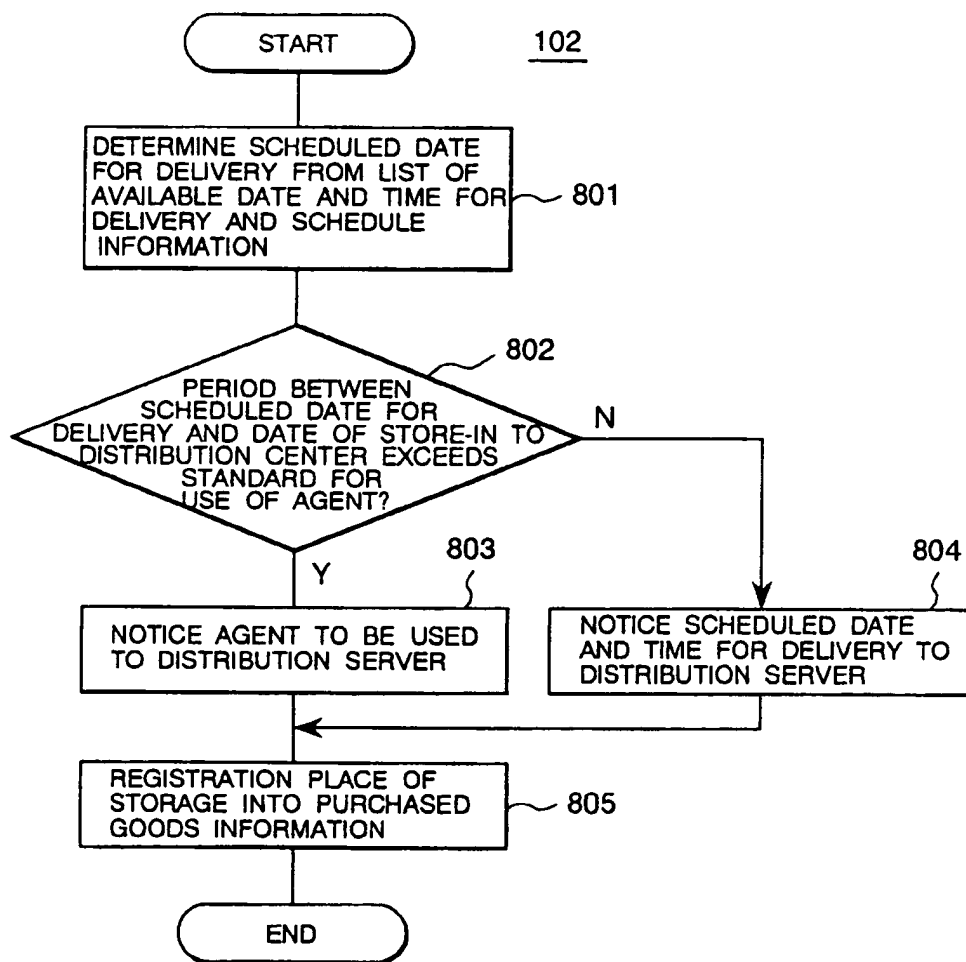 START
102
DETERMINE SCHEDULED DATE
FOR DELIVERY FROM LIST OF
AVAILABLE DATE AND TIME FOR
DELIVERY AND SCHEDULE
INFORMATION
801
802
PERIOD BETWEEN
SCHEDULED DATE FOR
DELIVERY AND DATE OF STORE-IN TO
DISTRIBUTION CENTER EXCEEDS
STANDARD FOR
USE OF AGENT?
N
Y
803
NOTICE AGENT TO BE USED
TO DISTRIBUTION SERVER
804
NOTICE SCHEDULED DATE
AND TIME FOR DELIVERY TO
DISTRIBUTION SERVER
REGISTRATION PLACE OF
STORAGE INTO PURCHASED
GOODS INFORMATION
805
END